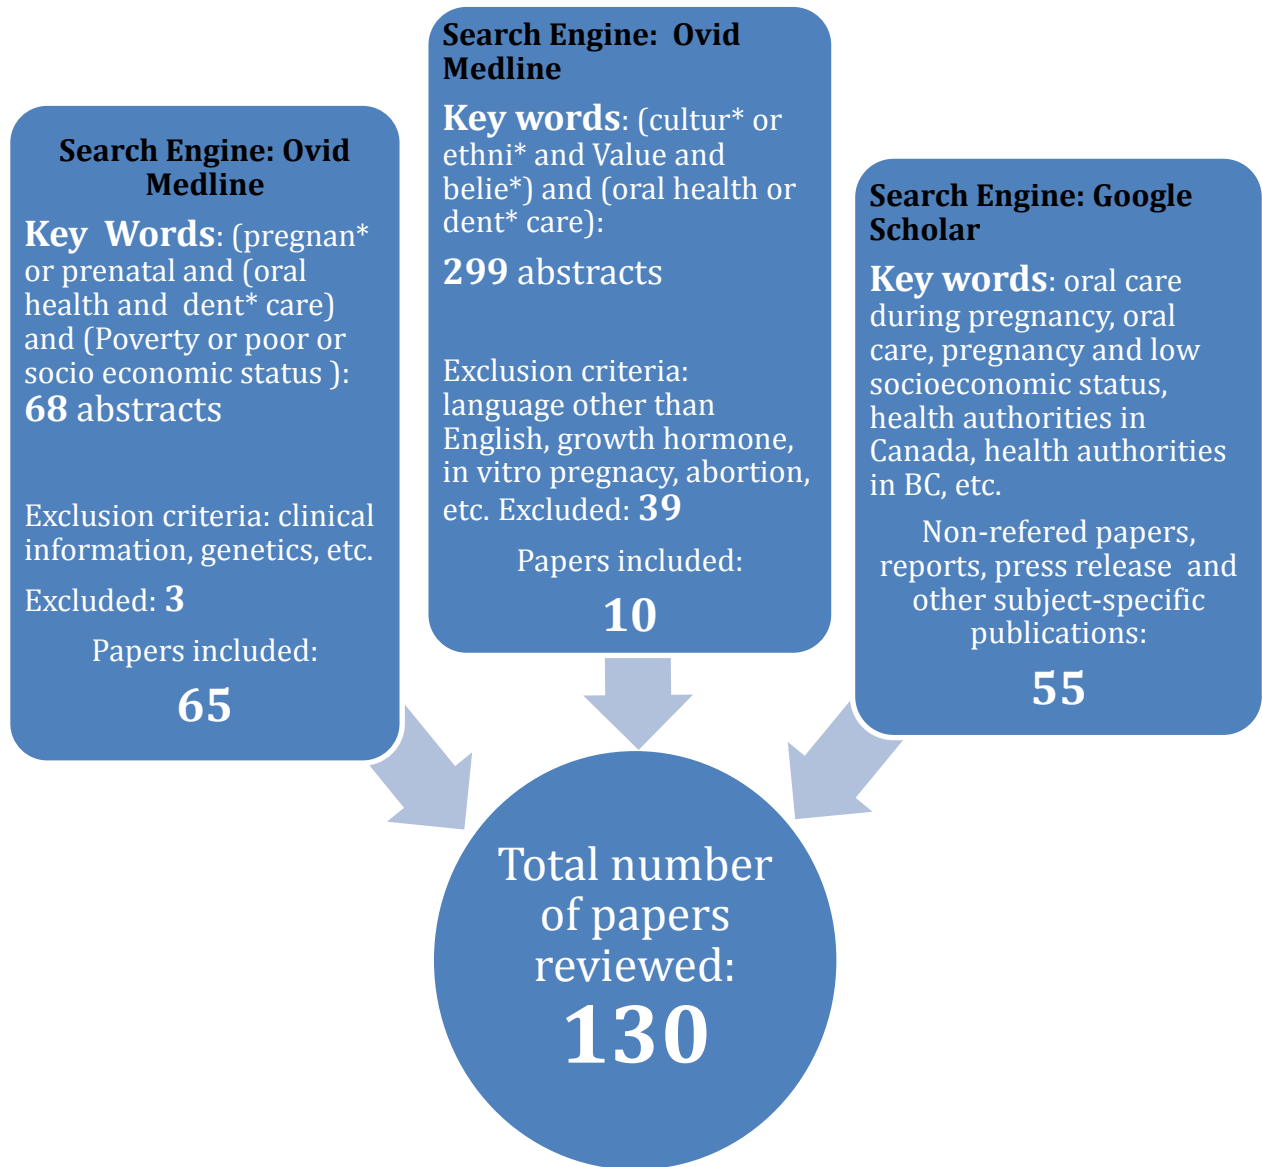 Search Engine: Ovid
Medline
Key Words: (pregnan*
or prenatal and (oral
health and dent* care)
and (Poverty or poor or
socio economic status ):
68 abstracts
Exclusion criteria: clinical
information, genetics, etc.
Excluded: 3
Papers included:
65
Search Engine: Ovid
Medline
Key words: (cultur* or
ethni* and Value and
belie*) and (oral health or
dent* care):
299 abstracts
Exclusion criteria:
language other than
English, growth hormone,
in vitro pregnacy, abortion,
etc. Excluded: 39
Papers included:
10
Search Engine: Google
Scholar
Key words: oral care
during pregnancy, oral
care, pregnancy and low
socioeconomic status,
health authorities in
Canada, health authorities
in BC, etc.
Non-refered papers,
reports, press release and
other subject-specific
publications:
55
Total number
of papers
reviewed:
130